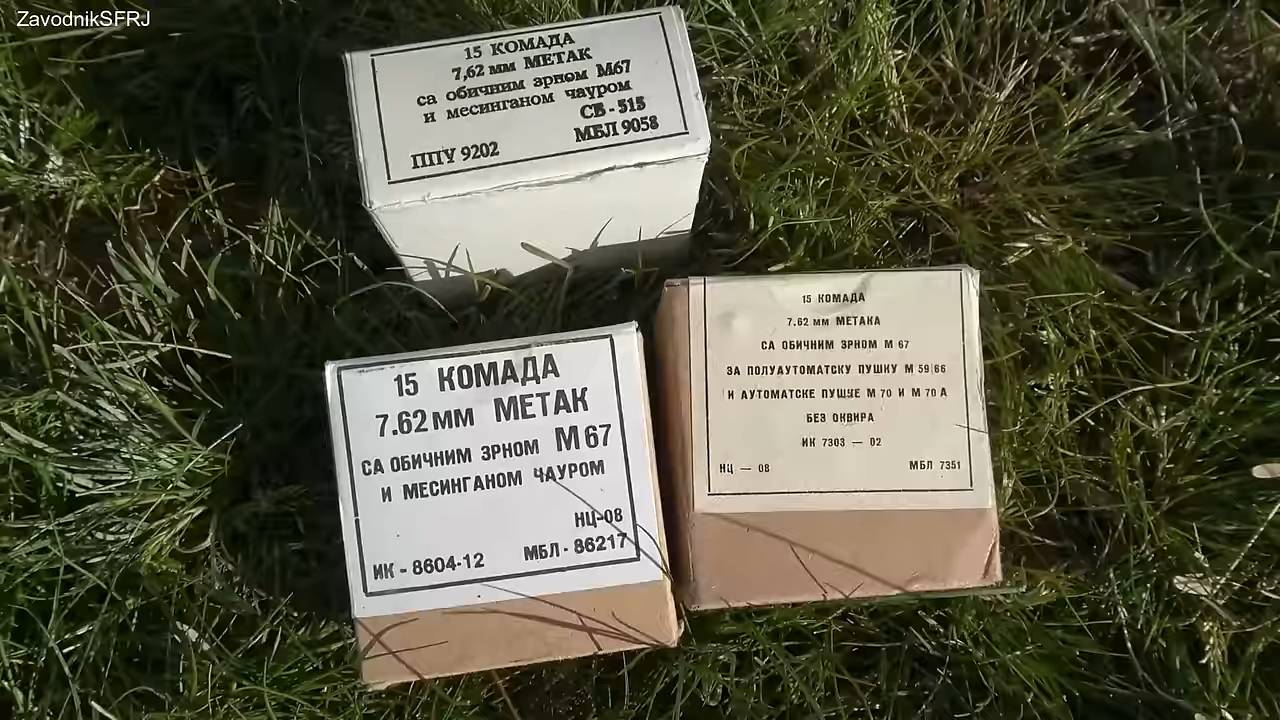 ZavodnikSFRJ
15 КОМАДА
7,62 мм МЕТАК
са обичним зрном М67
и месинганом чауром
СБ - 515
ППУ 9202 МБЛ 9058
15 КОМАДА
7.62 мм МЕТАК
СА ОБИЧНИМ ЗРНОМ М 67
И МЕСИНГАНОМ ЧАУРОМ
НЦ-08
ИК - 8604-12 МБЛ - 86217
15 КОМАДА
7.62 мм МЕТАКА
СА ОБИЧНИМ ЗРНОМ М 67
ЗА ПОЛУАУТОМАТСКУ ПУШКУ М 59|66
И АУТОМАТСКЕ ПУШКЕ М 70 И М 70 А
БЕЗ ОКВИРА
ИК 7303 — 02
НЦ — 08 МБЛ 7351